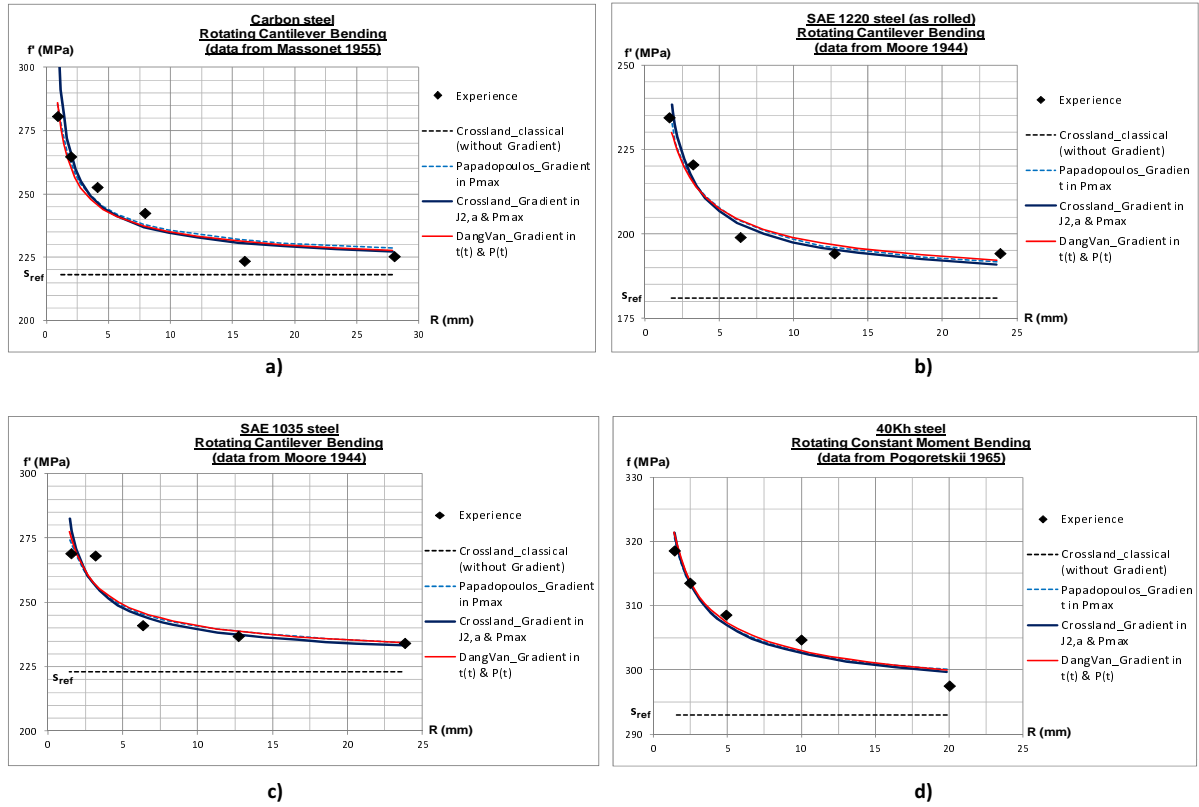 Carbon steel
Rotating Cantilever Bending
(data from Massonet 1955)
f' (MPa)
300
275
250
225
200
s_ref
0
5
10
15
20
25
30
R (mm)
Experience
Crossland_classical
(without Gradient)
Papadopoulos_Gradient
in Pmax
Crossland_Gradient in
J2,a & Pmax
DangVan_Gradient in
t(t) & P(t)
a)
SAE 1220 steel (as rolled)
Rotating Cantilever Bending
(data from Moore 1944)
f' (MPa)
250
225
200
175
s_ref
0
5
10
15
20
25
R (mm)
Experience
Crossland_classical
(without Gradient)
Papadopoulos_Gradien
t in Pmax
Crossland_Gradient in
J2,a & Pmax
DangVan_Gradient in
t(t) & P(t)
b)
SAE 1035 steel
Rotating Cantilever Bending
(data from Moore 1944)
f' (MPa)
300
275
250
225
200
s_ref
0
5
10
15
20
25
R (mm)
Experience
Crossland_classical
(without Gradient)
Papadopoulos_Gradient
in Pmax
Crossland_Gradient in
J2,a & Pmax
DangVan_Gradient in
t(t) & P(t)
c)
40Kh steel
Rotating Constant Moment Bending
(data from Pogoretskii 1965)
f (MPa)
330
320
310
300
290
s_ref
0
5
10
15
20
25
R (mm)
Experience
Crossland_classical
(without Gradient)
Papadopoulos_Gradien
t in Pmax
Crossland_Gradient in
J2,a & Pmax
DangVan_Gradient in
t(t) & P(t)
d)